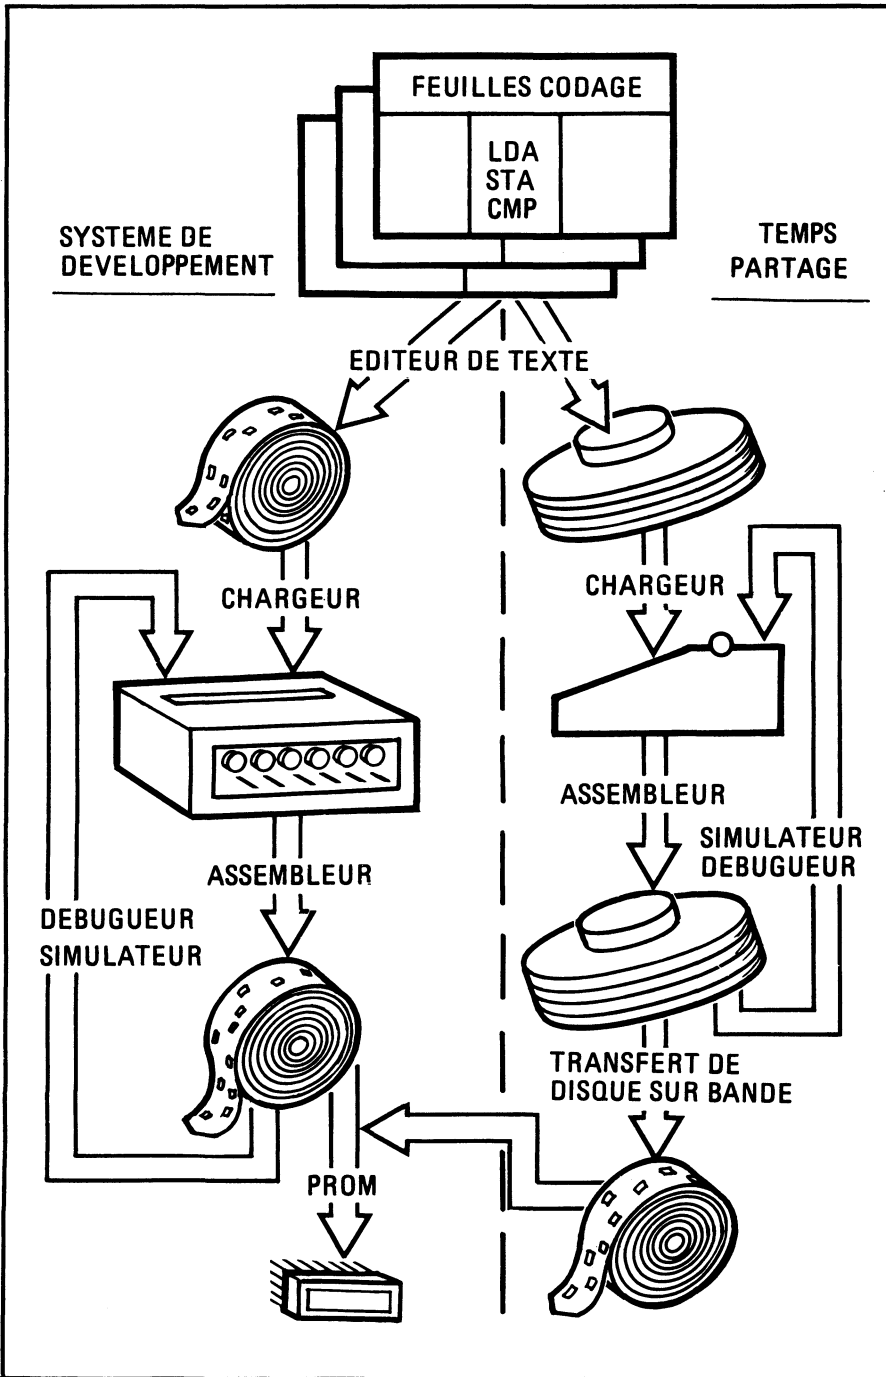 FEUILLES CODAGE
LDA
STA
CMP
SYSTEME DE
DEVELOPPEMENT
TEMPS
PARTAGE
EDITEUR DE TEXTE
CHARGEUR
CHARGEUR
ASSEMBLEUR
SIMULATEUR
DEBUGUEUR
ASSEMBLEUR
DEBUGUEUR
SIMULATEUR
TRANSFERT DE
DISQUE SUR BANDE
PROM